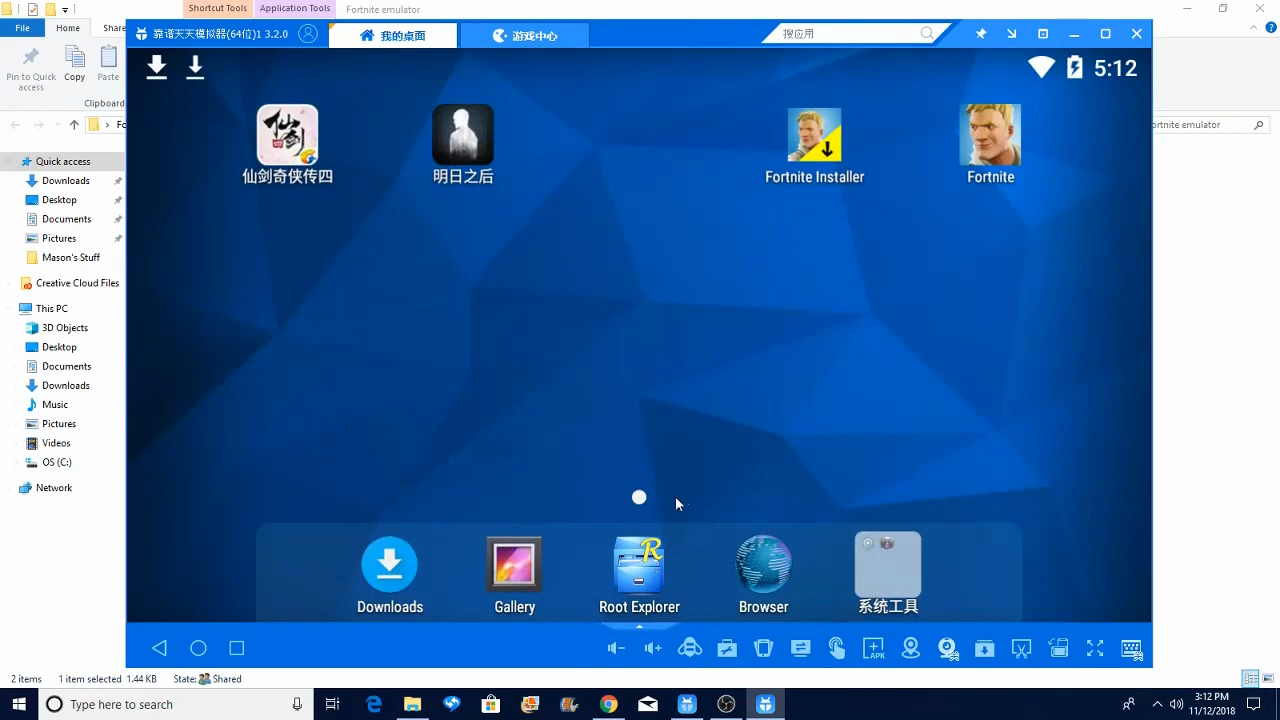 Shortcut Tools
Application Tools
Fortnite emulator
File
Home
Share
靠谱天天模拟器(64位)1 3.2.0
我的桌面
游戏中心
搜应用
Pin to Quick access
Copy
Paste
Clipboard
Fo
ortnite emulator
5:12
仙剑奇侠传四
明日之后
Fortnite Installer
Fortnite
Quick access
Downloads
Desktop
Documents
Pictures
Mason's Stuff
Creative Cloud Files
This PC
3D Objects
Desktop
Documents
Downloads
Music
Pictures
Videos
OS (C:)
Network
Downloads
Gallery
R
Root Explorer
Browser
系统工具
APK
2 items
1 item selected 1.44 KB
State: Shared
Type here to search
3:12 PM
11/12/2018